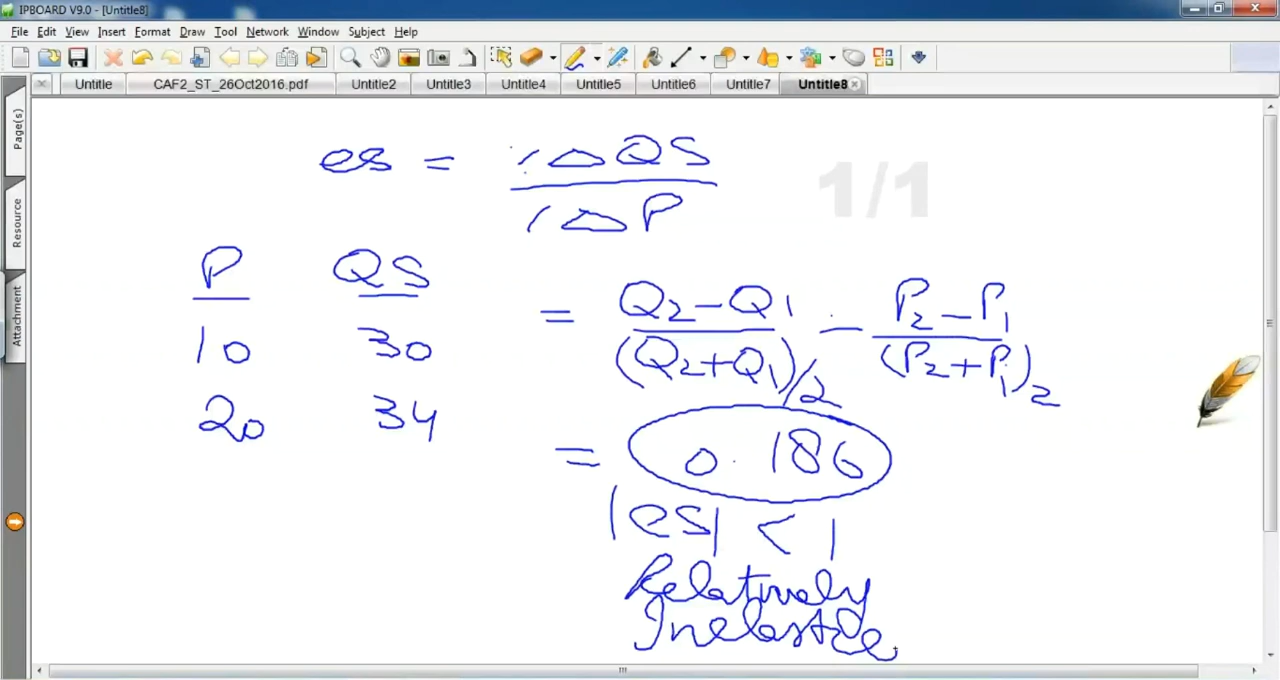 IPBOARD V9.0 - [Untitle8]
File Edit View Insert Format Draw Tool Network Window Subject Help
Untitle CAF2_ST_26Oct2016.pdf Untitle2 Untitle3 Untitle4 Untitle5 Untitle6 Untitle7 Untitle8
Page(s)
Resource
Attachment
1/1
es = %△QS
%△P
P QS
10 30
20 34
= Q2-Q1 ÷ P2-P1
(Q2+Q1)/2 (P2+P1)2
= 0.186
|es| < 1
Relatively
Inelastic